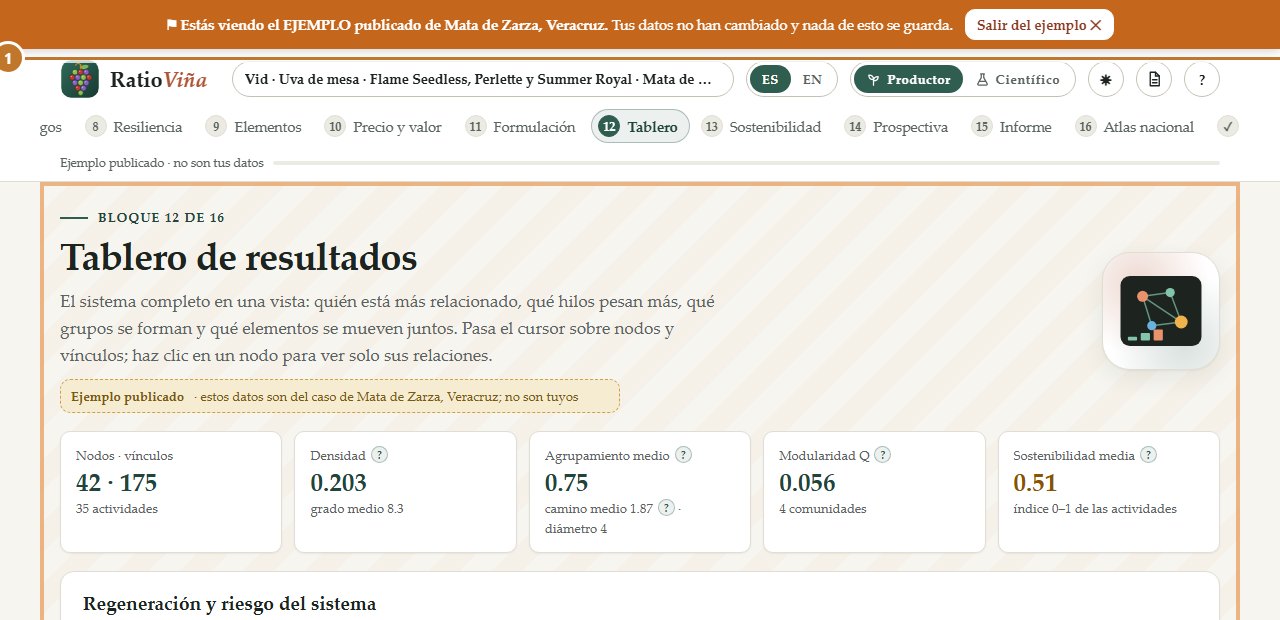 ⚑ Estás viendo el EJEMPLO publicado de Mata de Zarza, Veracruz. Tus datos no han cambiado y nada de esto se guarda. Salir del ejemplo ✕
1
RatioViña Vid · Uva de mesa · Flame Seedless, Perlette y Summer Royal · Mata de ... ES EN Productor Científico ?
gos 8 Resiliencia 9 Elementos 10 Precio y valor 11 Formulación 12 Tablero 13 Sostenibilidad 14 Prospectiva 15 Informe 16 Atlas nacional ✓
Ejemplo publicado · no son tus datos
BLOQUE 12 DE 16
Tablero de resultados
El sistema completo en una vista: quién está más relacionado, qué hilos pesan más, qué
grupos se forman y qué elementos se mueven juntos. Pasa el cursor sobre nodos y
vínculos; haz clic en un nodo para ver solo sus relaciones.
Ejemplo publicado · estos datos son del caso de Mata de Zarza, Veracruz; no son tuyos
Nodos · vínculos
42 · 175
35 actividades
Densidad ?
0.203
grado medio 8.3
Agrupamiento medio ?
0.75
camino medio 1.87 ? ·
diámetro 4
Modularidad Q ?
0.056
4 comunidades
Sostenibilidad media ?
0.51
índice 0–1 de las actividades
Regeneración y riesgo del sistema